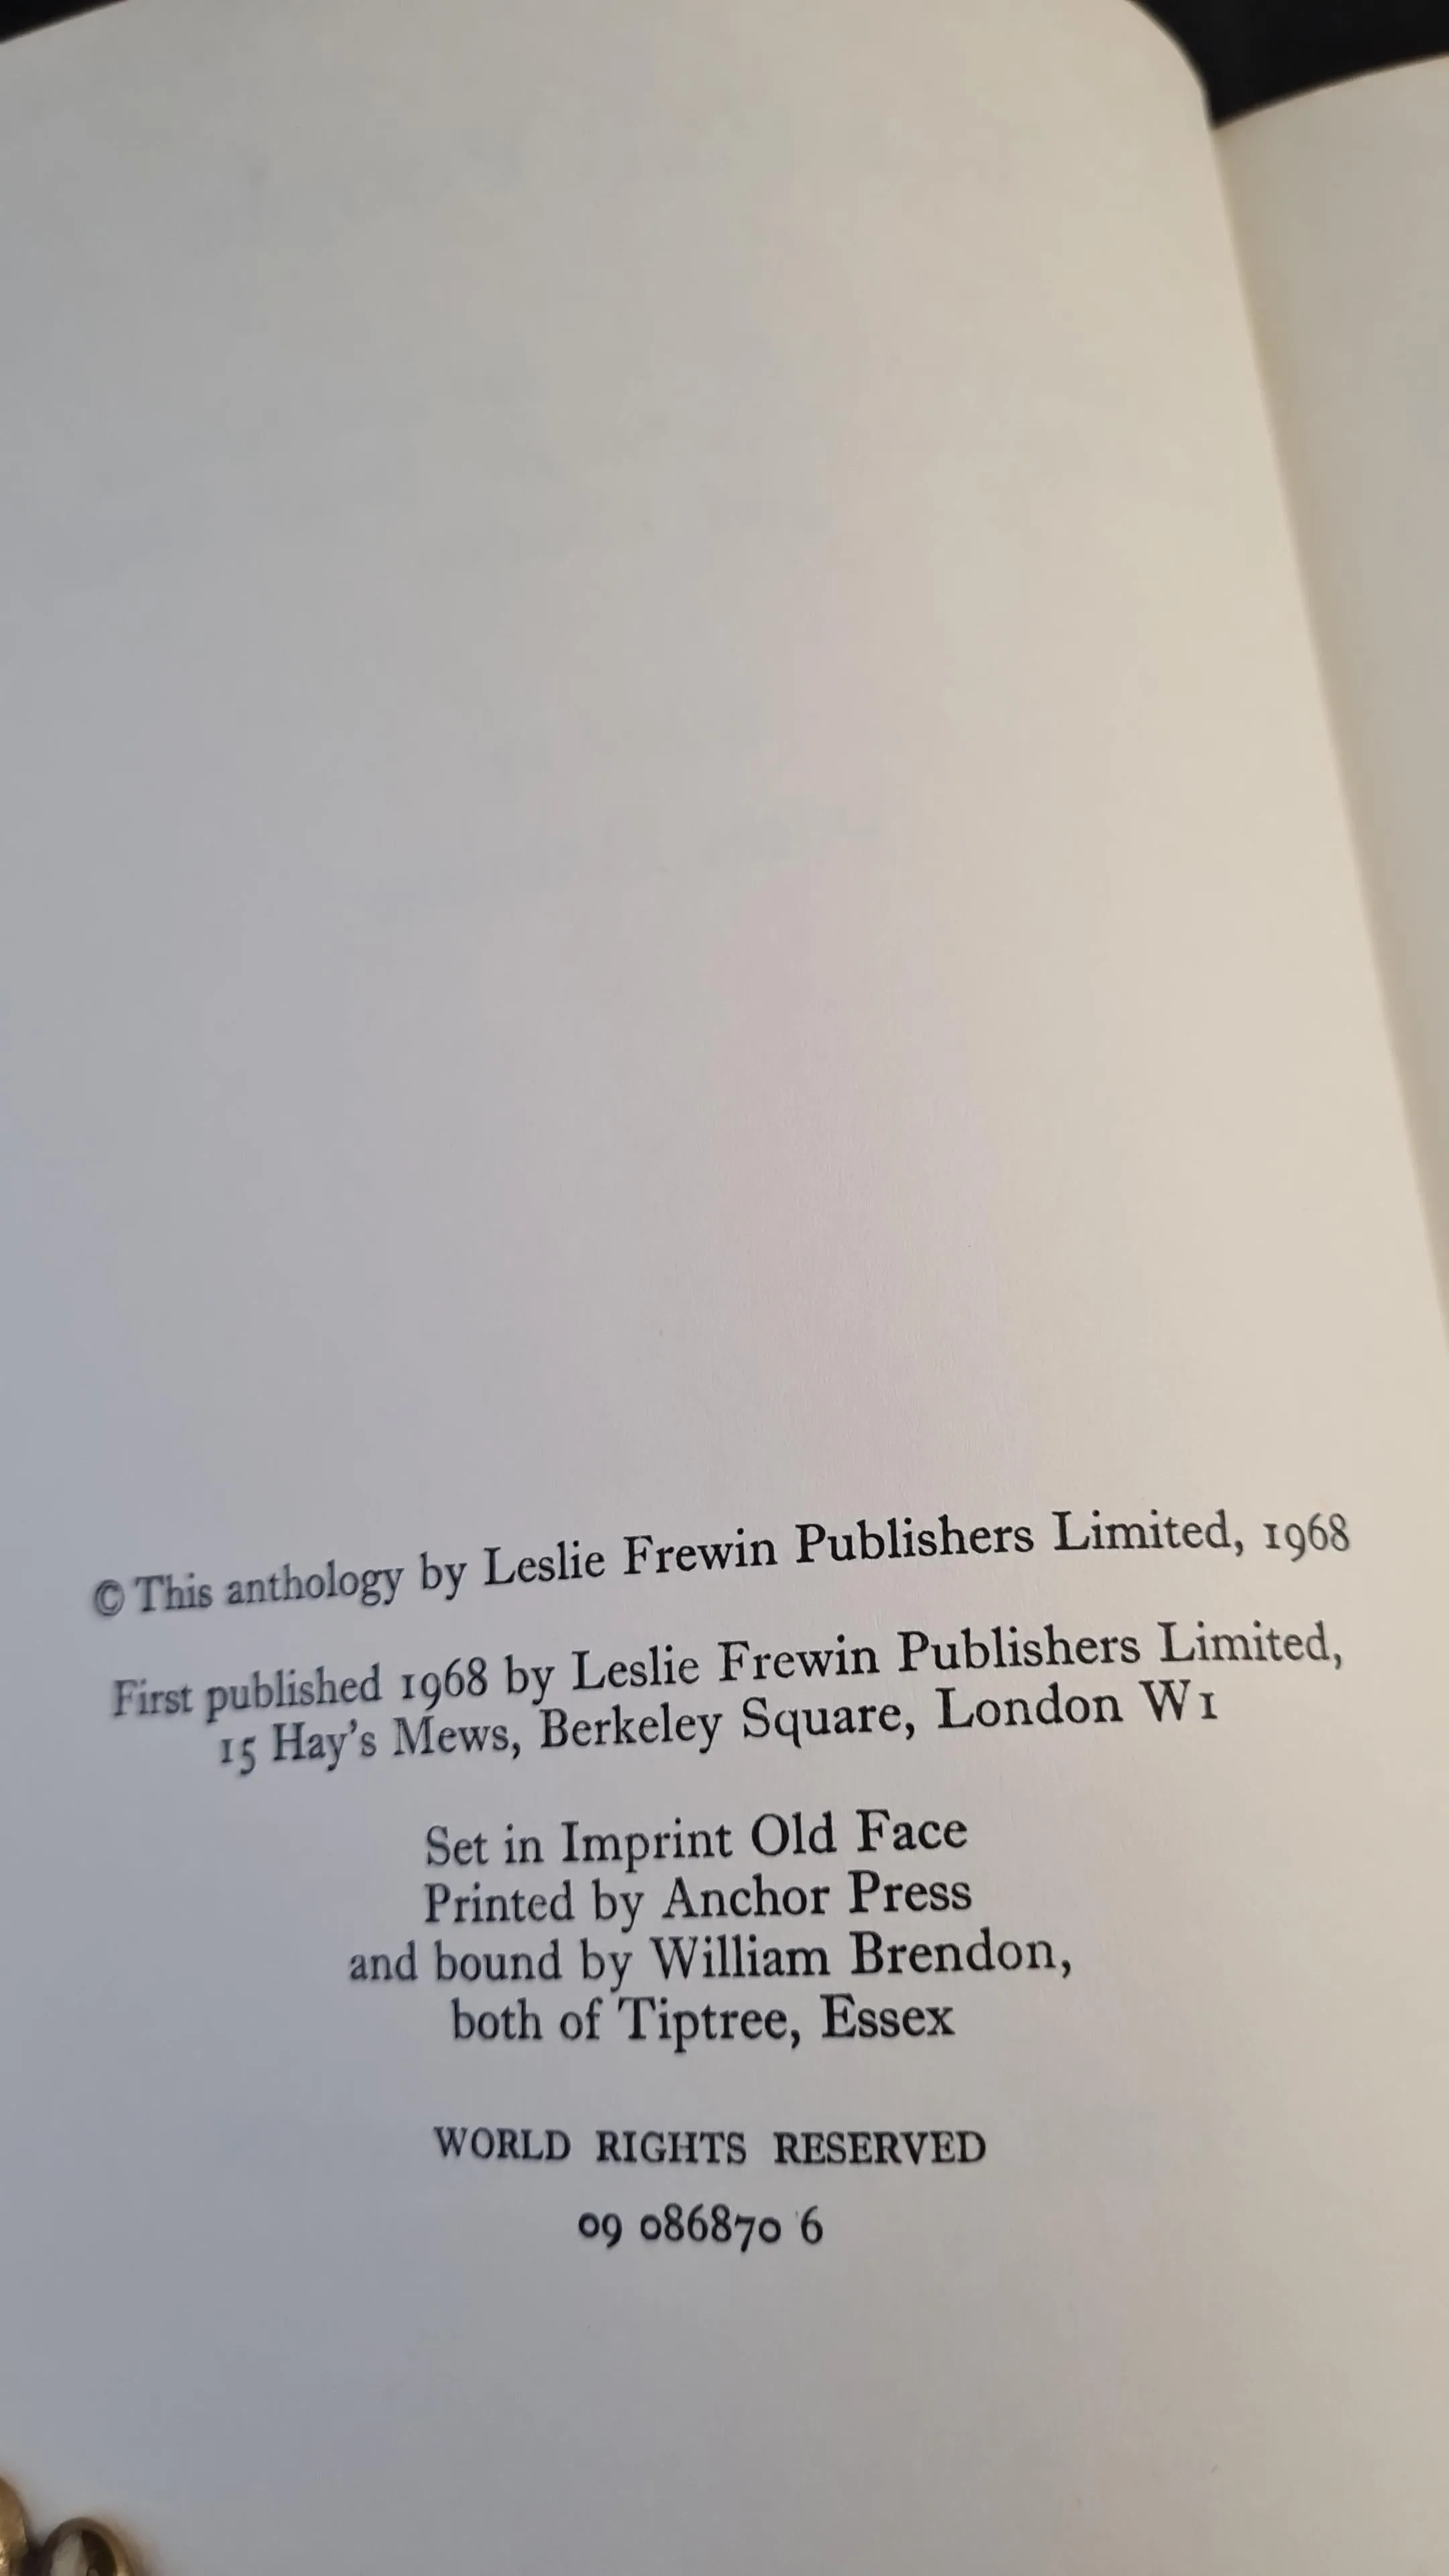 © This anthology by Leslie Frewin Publishers Limited, 1968
First published 1968 by Leslie Frewin Publishers Limited,
15 Hay's Mews, Berkeley Square, London W1
Set in Imprint Old Face
Printed by Anchor Press
and bound by William Brendon,
both of Tiptree, Essex
WORLD RIGHTS RESERVED
09 086870 6